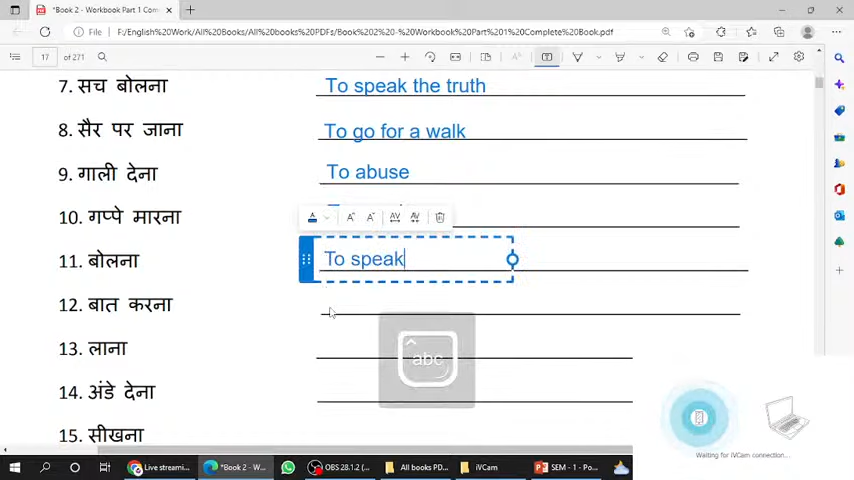 *Book 2 - Workbook Part 1 Com
File
F:/English%20Work/All%20Books/All%20books%20PDFs/Book%202%20-%20Workbook%20Part%201%20Complete%20Book.pdf
17 of 271
7. सच बोलना To speak the truth
8. सैर पर जाना To go for a walk
9. गाली देना To abuse
10. गप्पे मारना
11. बोलना To speak
12. बात करना
13. लाना
14. अंडे देना
15. सीखना
abc
Waiting for iVCam connection...
Live streami...
*Book 2 - W...
OBS 28.1.2 (...
All books PD...
iVCam
SEM - 1 - Po...